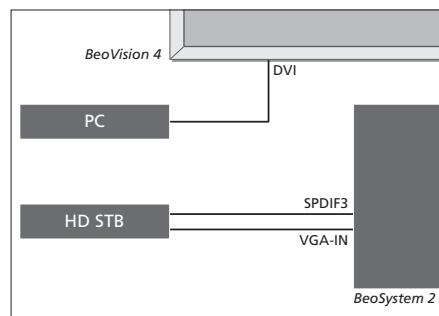 BeoVision 4
DVI
PC
SPDIF3
HD STB
VGA-IN
BeoSystem 2